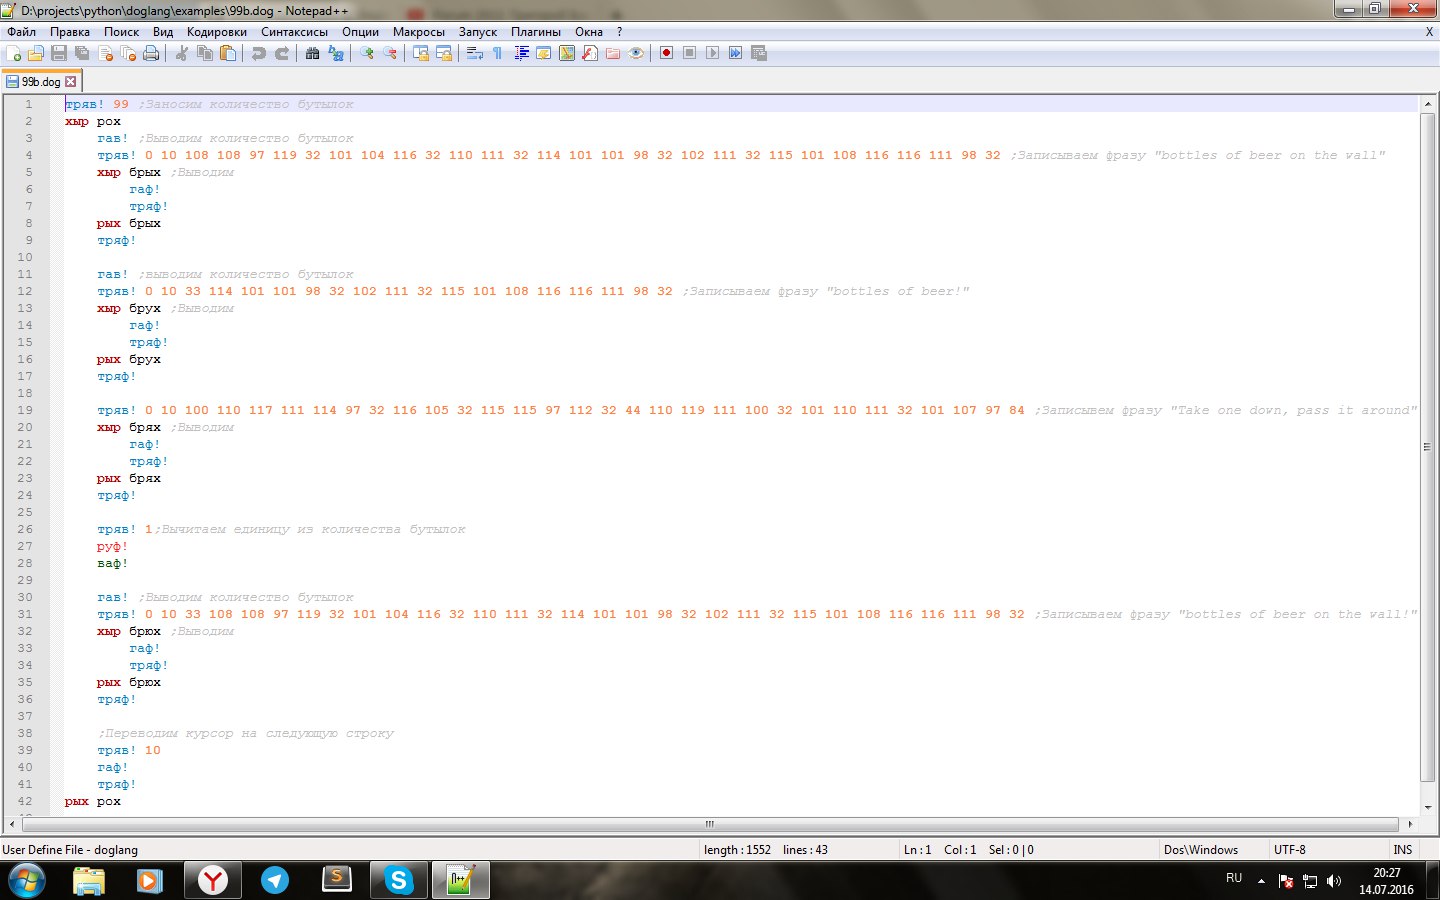 D:\projects\python\doglang\examples\99b.dog - Notepad++
Файл Правка Поиск Вид Кодировки Синтаксисы Опции Макросы Запуск Плагины Окна ? X
99b.dog
1 тряв! 99 ;Заносим количество бутылок
2 хыр рох
3 гав! ;Выводим количество бутылок
4 тряв! 0 10 108 108 97 119 32 101 104 116 32 110 111 32 114 101 101 98 32 102 111 32 115 101 108 116 116 111 98 32 ;Записываем фразу "bottles of beer on the wall"
5 хыр брых ;Выводим
6 гаф!
7 тряф!
8 рых брых
9 тряф!
10
11 гав! ;выводим количество бутылок
12 тряв! 0 10 33 114 101 101 98 32 102 111 32 115 101 108 116 116 111 98 32 ;Записываем фразу "bottles of beer!"
13 хыр брух ;Выводим
14 гаф!
15 тряф!
16 рых брух
17 тряф!
18
19 тряв! 0 10 100 110 117 111 114 97 32 116 105 32 115 115 97 112 32 44 110 119 111 100 32 101 110 111 32 101 107 97 84 ;Записывем фразу "Take one down, pass it around"
20 хыр брях ;Выводим
21 гаф!
22 тряф!
23 рых брях
24 тряф!
25
26 тряв! 1;Вычитаем единицу из количества бутылок
27 руф!
28 ваф!
29
30 гав! ;Выводим количество бутылок
31 тряв! 0 10 33 108 108 97 119 32 101 104 116 32 110 111 32 114 101 101 98 32 102 111 32 115 101 108 116 116 111 98 32 ;Записываем фразу "bottles of beer on the wall!"
32 хыр брюх ;Выводим
33 гаф!
34 тряф!
35 рых брюх
36 тряф!
37
38 ;Переводим курсор на следующую строку
39 тряв! 10
40 гаф!
41 тряф!
42 рых рох
User Define File - doglang length : 1552 lines : 43 Ln : 1 Col : 1 Sel : 0 | 0 Dos\Windows UTF-8 INS
RU
20:27
14.07.2016